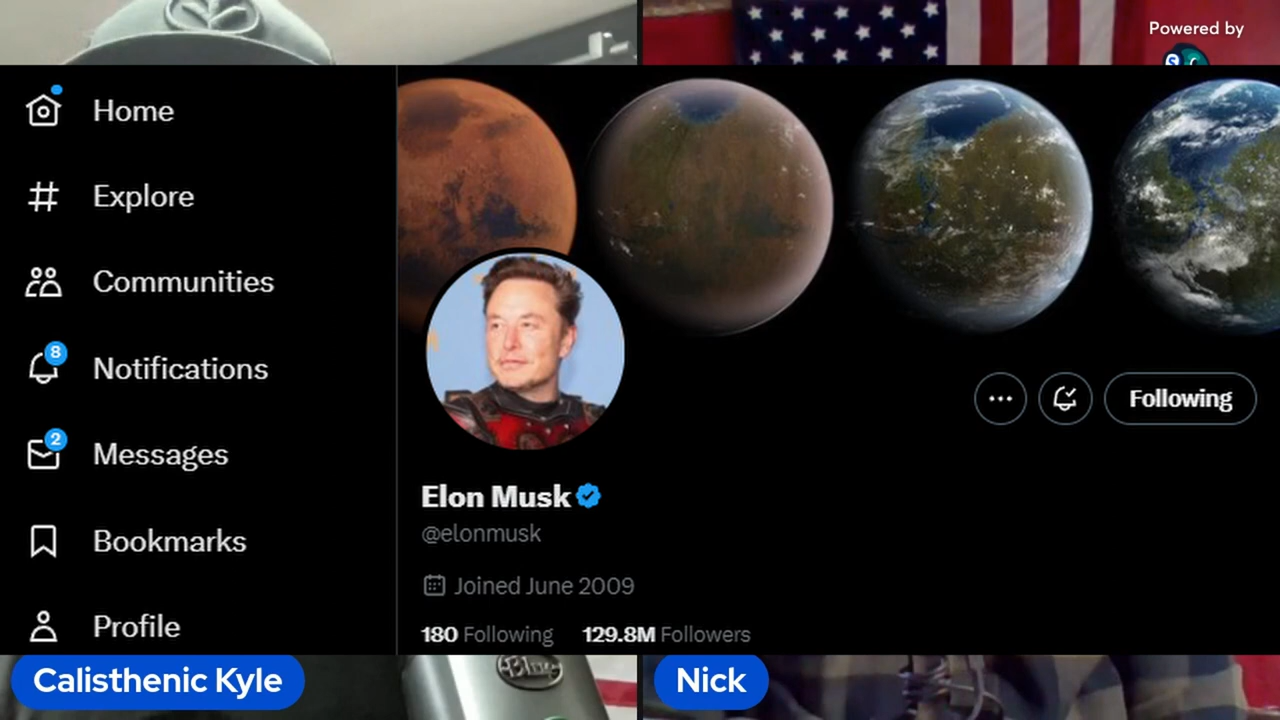 Powered by
Home
Explore
Communities
8
Notifications
2
Messages
Bookmarks
Profile
Following
Elon Musk
@elonmusk
Joined June 2009
180 Following 129.8M Followers
Calisthenic Kyle
Blue
Nick